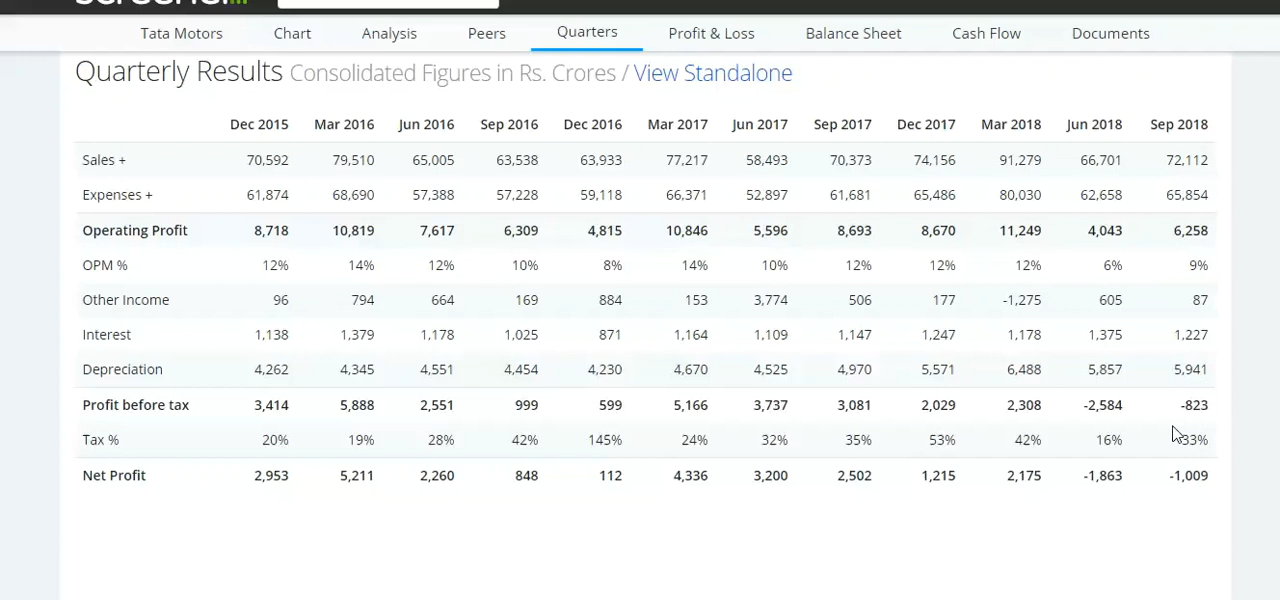 Tata Motors Chart Analysis Peers Quarters Profit & Loss Balance Sheet Cash Flow Documents
Quarterly Results Consolidated Figures in Rs. Crores / View Standalone
Dec 2015 Mar 2016 Jun 2016 Sep 2016 Dec 2016 Mar 2017 Jun 2017 Sep 2017 Dec 2017 Mar 2018 Jun 2018 Sep 2018
Sales + 70,592 79,510 65,005 63,538 63,933 77,217 58,493 70,373 74,156 91,279 66,701 72,112
Expenses + 61,874 68,690 57,388 57,228 59,118 66,371 52,897 61,681 65,486 80,030 62,658 65,854
Operating Profit 8,718 10,819 7,617 6,309 4,815 10,846 5,596 8,693 8,670 11,249 4,043 6,258
OPM % 12% 14% 12% 10% 8% 14% 10% 12% 12% 12% 6% 9%
Other Income 96 794 664 169 884 153 3,774 506 177 -1,275 605 87
Interest 1,138 1,379 1,178 1,025 871 1,164 1,109 1,147 1,247 1,178 1,375 1,227
Depreciation 4,262 4,345 4,551 4,454 4,230 4,670 4,525 4,970 5,571 6,488 5,857 5,941
Profit before tax 3,414 5,888 2,551 999 599 5,166 3,737 3,081 2,029 2,308 -2,584 -823
Tax % 20% 19% 28% 42% 145% 24% 32% 35% 53% 42% 16%
Net Profit 2,953 5,211 2,260 848 112 4,336 3,200 2,502 1,215 2,175 -1,863 -1,009